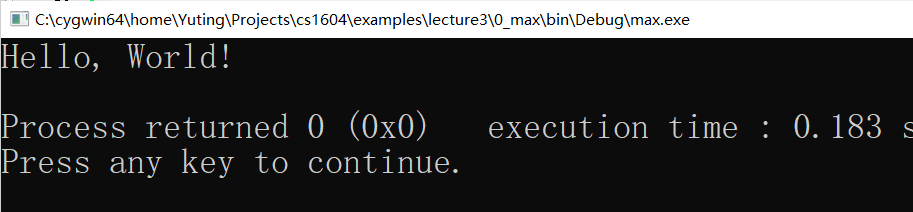 C:\cygwin64\home\Yuting\Projects\cs1604\examples\lecture3\0_max\bin\Debug\max.exe
Hello, World!
Process returned 0 (0x0)   execution time : 0.183 s
Press any key to continue.